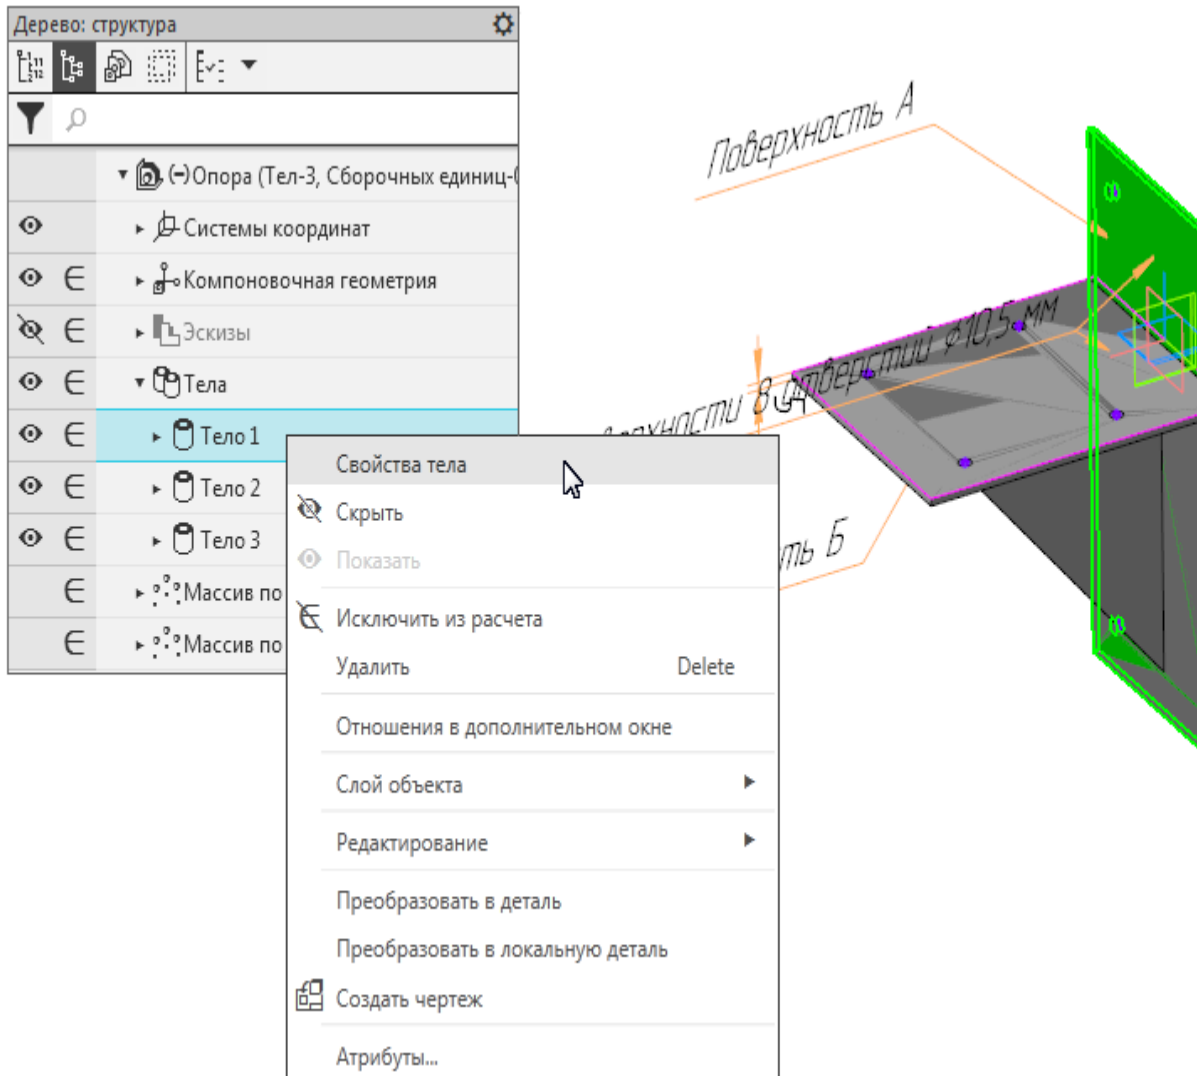 Дерево: структура
(-)Опора (Тел-3, Сборочных единиц-
Системы координат
Компоновочная геометрия
Эскизы
Тела
Тело 1
Тело 2
Тело 3
Массив по
Массив по
Свойства тела
Скрыть
Показать
Исключить из расчета
Удалить Delete
Отношения в дополнительном окне
Слой объекта
Редактирование
Преобразовать в деталь
Преобразовать в локальную деталь
Создать чертеж
Атрибуты...
Поверхность А
8 отверстий ⌀10,5 мм
Б